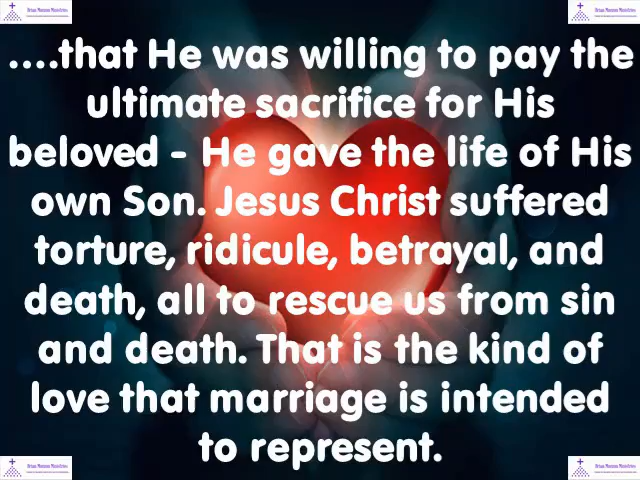 ....that He was willing to pay the
ultimate sacrifice for His
beloved - He gave the life of His
own Son. Jesus Christ suffered
torture, ridicule, betrayal, and
death, all to rescue us from sin
and death. That is the kind of
love that marriage is intended
to represent.